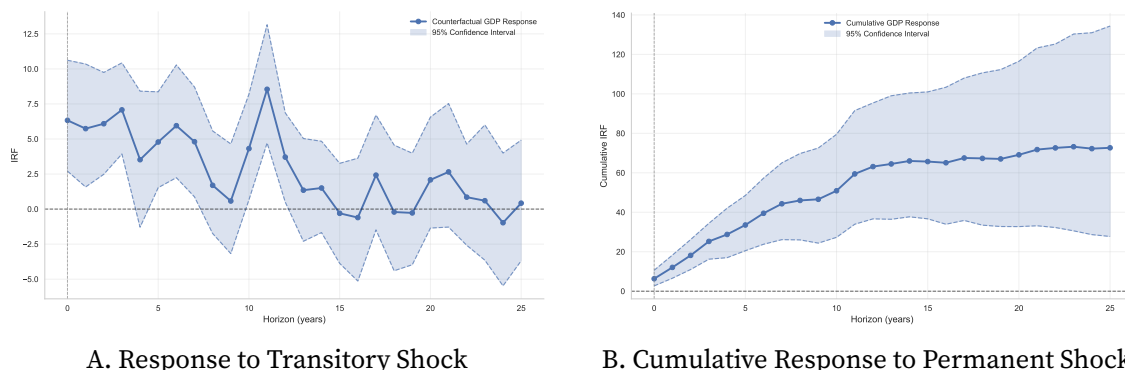 Counterfactual GDP Response
95% Confidence Interval
12.5
10.0
7.5
5.0
2.5
0.0
−2.5
−5.0
IRF
0 5 10 15 20 25
Horizon (years)
A. Response to Transitory Shock
Cumulative GDP Response
95% Confidence Interval
140
120
100
80
60
40
20
0
Cumulative IRF
0 5 10 15 20 25
Horizon (years)
B. Cumulative Response to Permanent Shock